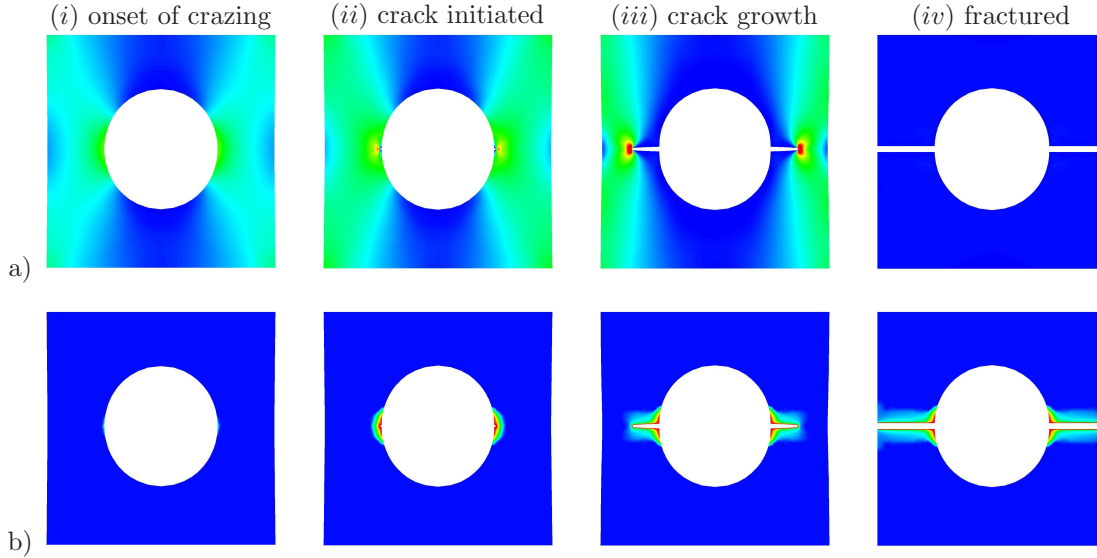 (i) onset of crazing
(ii) crack initiated
(iii) crack growth
(iv) fractured
a)
b)